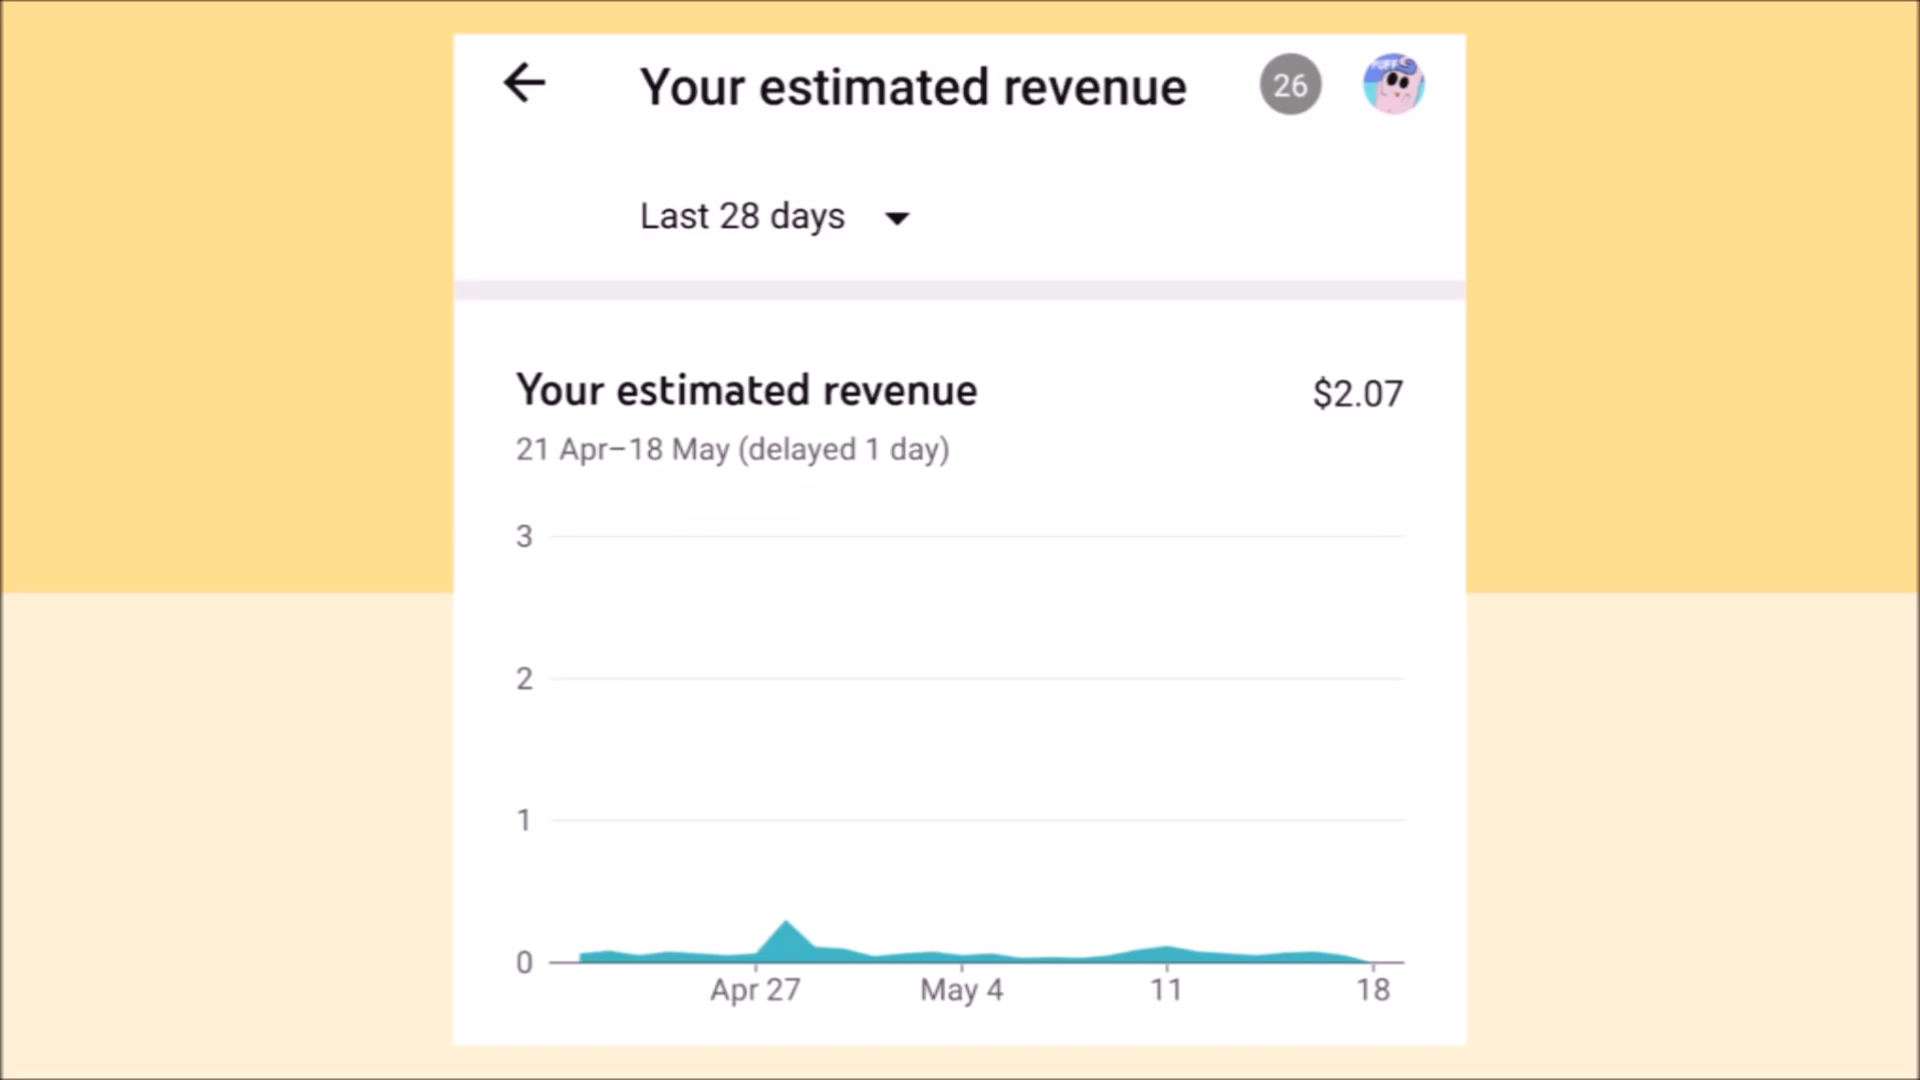 Your estimated revenue
26
PUFF
Last 28 days
Your estimated revenue
$2.07
21 Apr–18 May (delayed 1 day)
3
2
1
0
Apr 27
May 4
11
18